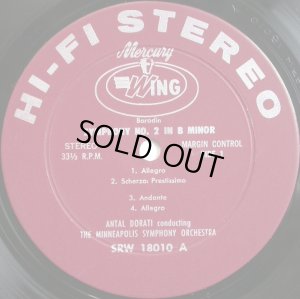 HI-FI STEREO
Mercury
WING
Borodin
NO. 2 IN B MINOR
SOLD OUT
STEREO MARGIN CONTROL
33⅓ R.P.M.
1. Allegro
2. Scherzo: Prestissimo
3. Andante
4. Allegro
ANTAL DORATI conducting
THE MINNEAPOLIS SYMPHONY ORCHESTRA
SRW 18010 A